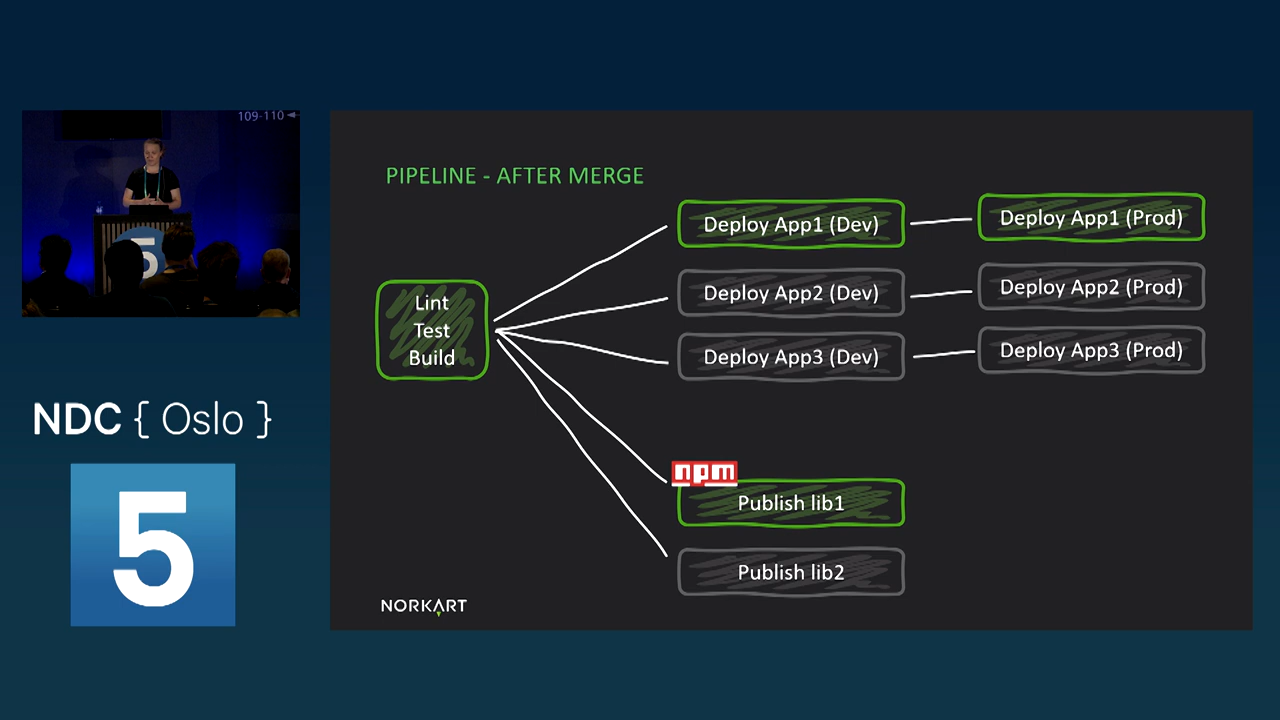 109-110
PIPELINE - AFTER MERGE
Deploy App1 (Dev)
Deploy App1 (Prod)
Lint
Test
Build
Deploy App2 (Dev)
Deploy App2 (Prod)
Deploy App3 (Dev)
Deploy App3 (Prod)
npm
Publish lib1
Publish lib2
NORKART
5
NDC { Oslo }
5